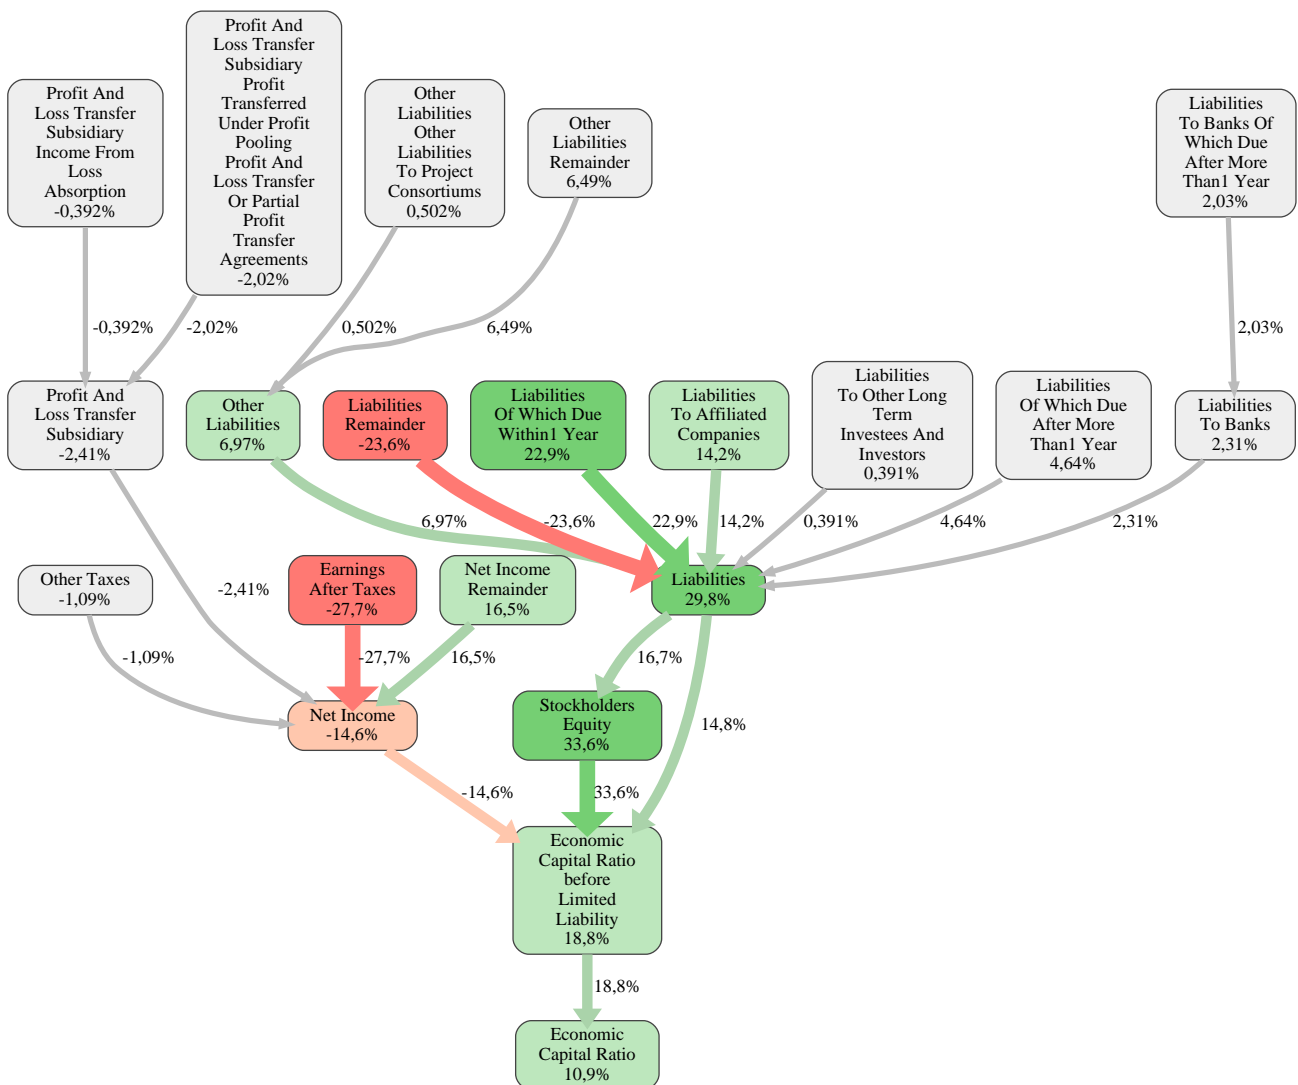 Profit And
Loss Transfer
Subsidiary
Income From
Loss
Absorption
-0,392%
Profit And
Loss Transfer
Subsidiary
Profit
Transferred
Under Profit
Pooling
Profit And
Loss Transfer
Or Partial
Profit
Transfer
Agreements
-2,02%
Other
Liabilities
Other
Liabilities
To Project
Consortiums
0,502%
Other
Liabilities
Remainder
6,49%
Liabilities
To Banks Of
Which Due
After More
Than1 Year
2,03%
-0,392%
-2,02%
0,502%
6,49%
2,03%
Profit And
Loss Transfer
Subsidiary
-2,41%
Other
Liabilities
6,97%
Liabilities
Remainder
-23,6%
Liabilities
Of Which Due
Within1 Year
22,9%
Liabilities
To Affiliated
Companies
14,2%
Liabilities
To Other Long
Term
Investees And
Investors
0,391%
Liabilities
Of Which Due
After More
Than1 Year
4,64%
Liabilities
To Banks
2,31%
6,97%
-23,6%
22,9%
14,2%
0,391%
4,64%
2,31%
Other Taxes
-1,09%
-2,41%
Earnings
After Taxes
-27,7%
Net Income
Remainder
16,5%
Liabilities
29,8%
-1,09%
-27,7%
16,5%
16,7%
14,8%
Net Income
-14,6%
Stockholders
Equity
33,6%
-14,6%
33,6%
Economic
Capital Ratio
before
Limited
Liability
18,8%
18,8%
Economic
Capital Ratio
10,9%